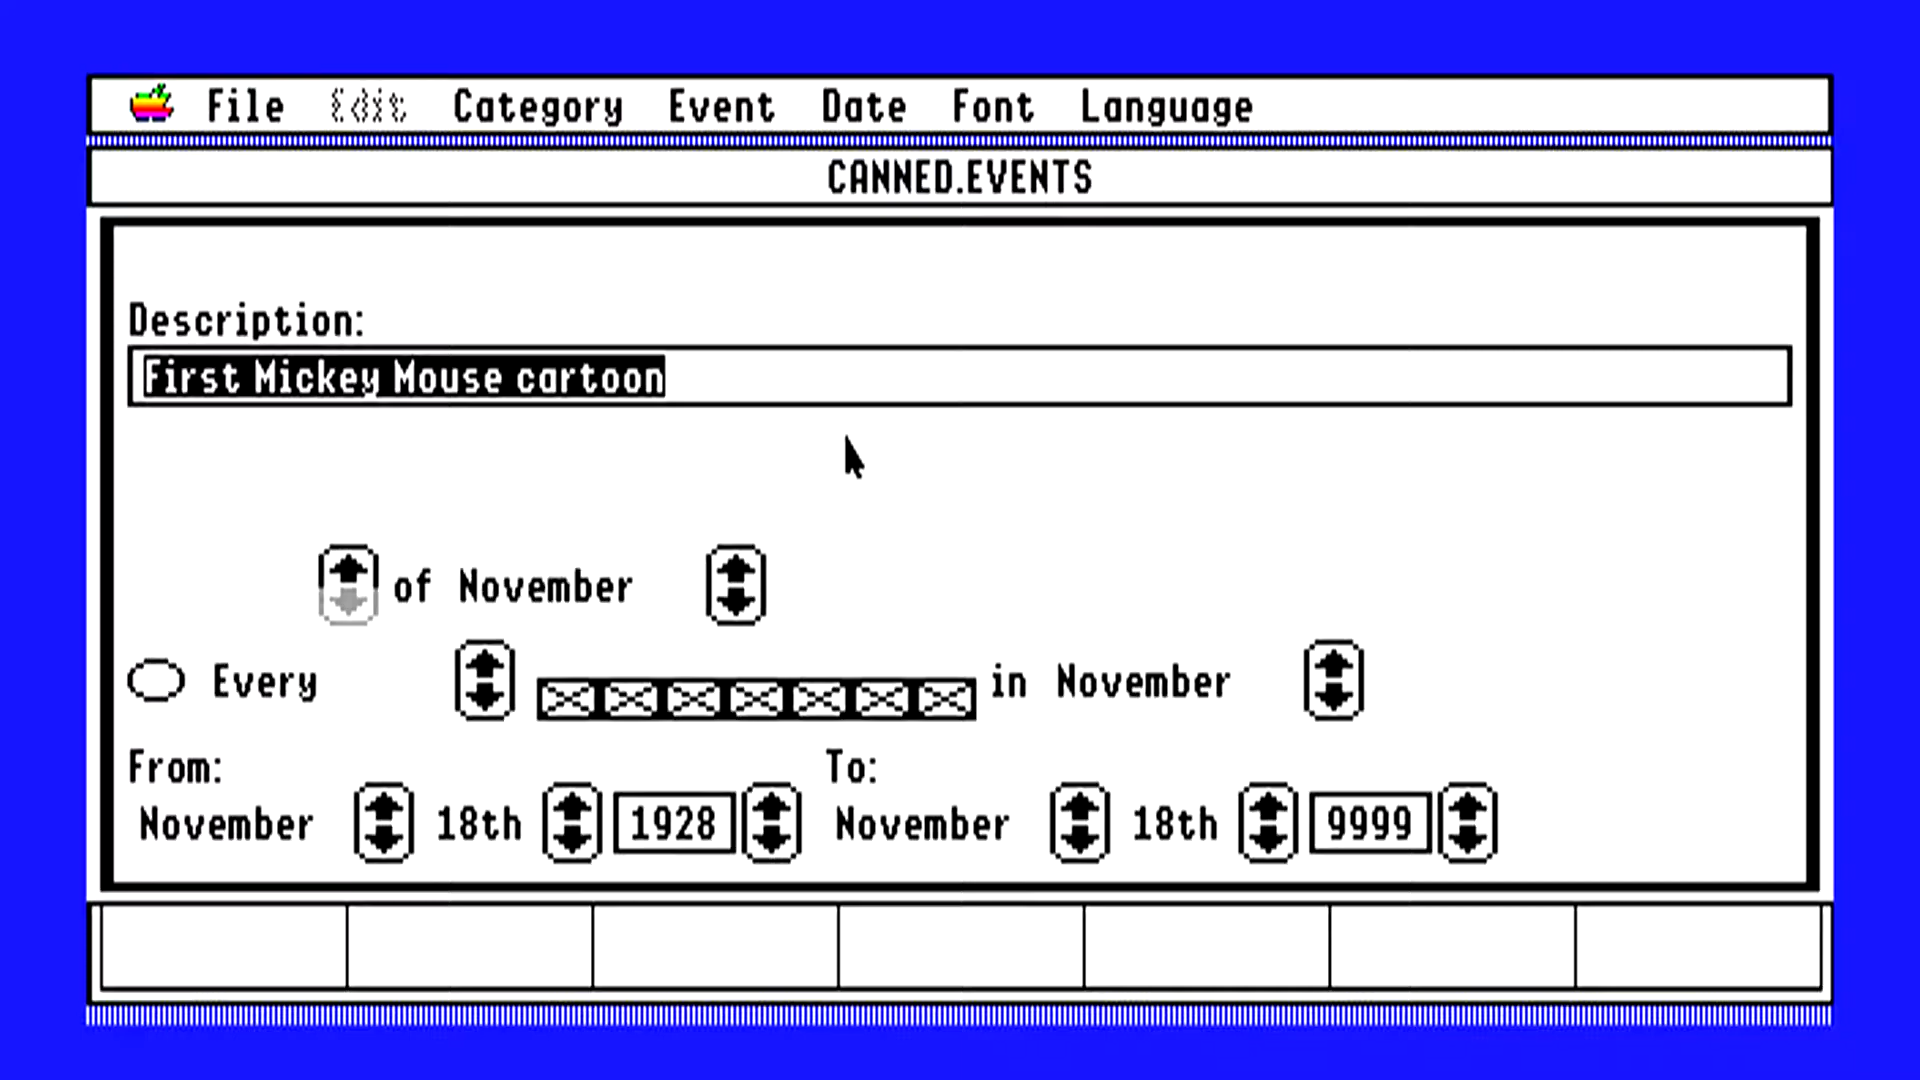 File Edit Category Event Date Font Language
CANNED.EVENTS
Description:
First Mickey Mouse cartoon
of November
Every in November
From: To:
November 18th 1928 November 18th 9999